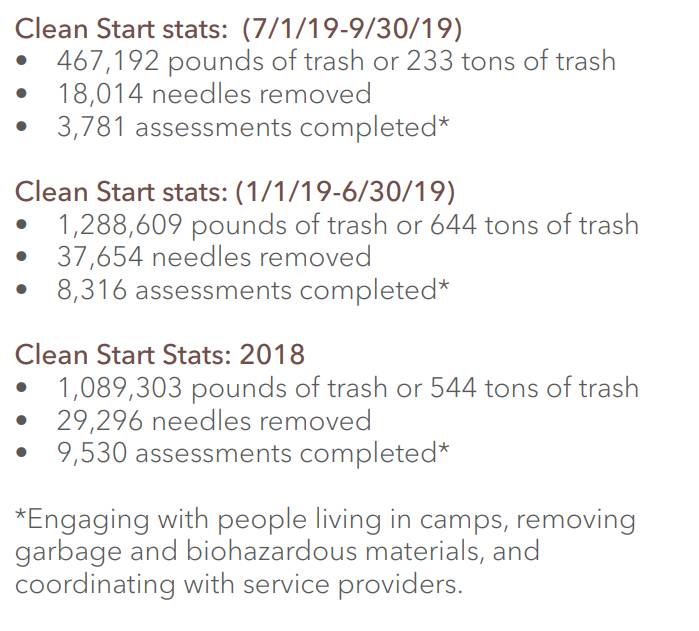 Clean Start stats:  (7/1/19-9/30/19)
• 467,192 pounds of trash or 233 tons of trash
• 18,014 needles removed
• 3,781 assessments completed*
Clean Start stats: (1/1/19-6/30/19)
• 1,288,609 pounds of trash or 644 tons of trash
• 37,654 needles removed
• 8,316 assessments completed*
Clean Start Stats: 2018
• 1,089,303 pounds of trash or 544 tons of trash
• 29,296 needles removed
• 9,530 assessments completed*
*Engaging with people living in camps, removing
garbage and biohazardous materials, and
coordinating with service providers.